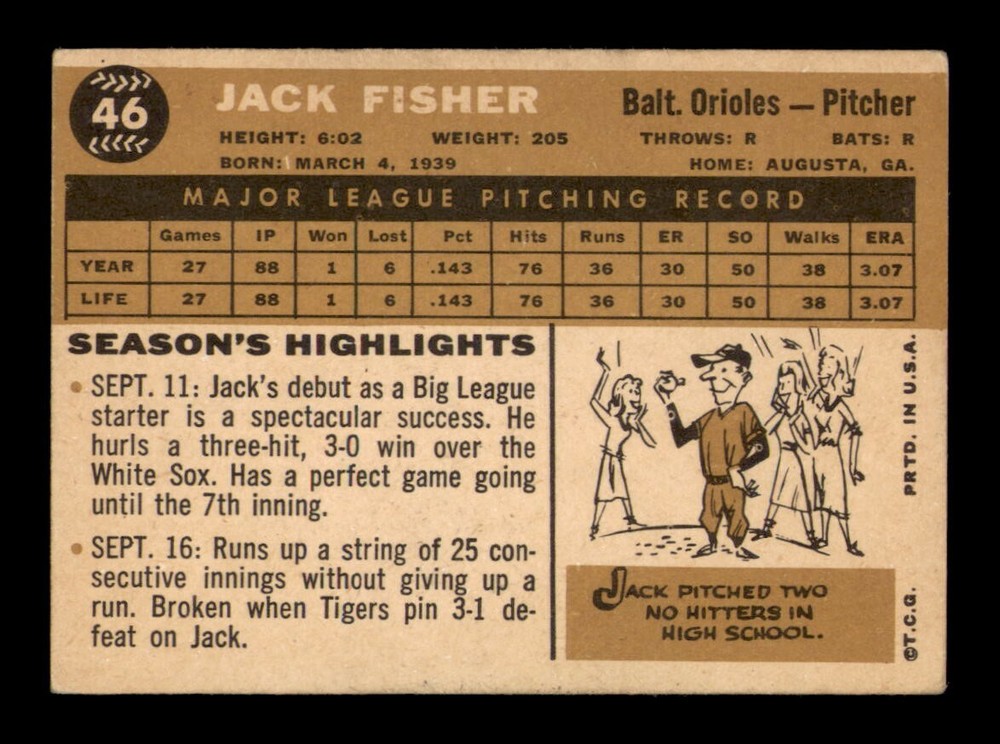 46
JACK FISHER
Balt. Orioles — Pitcher
HEIGHT: 6:02 WEIGHT: 205 THROWS: R BATS: R
BORN: MARCH 4, 1939 HOME: AUGUSTA, GA.
MAJOR LEAGUE PITCHING RECORD
Games IP Won Lost Pct Hits Runs ER SO Walks ERA
YEAR 27 88 1 6 .143 76 36 30 50 38 3.07
LIFE 27 88 1 6 .143 76 36 30 50 38 3.07
SEASON'S HIGHLIGHTS
• SEPT. 11: Jack's debut as a Big League
starter is a spectacular success. He
hurls a three-hit, 3-0 win over the
White Sox. Has a perfect game going
until the 7th inning.
• SEPT. 16: Runs up a string of 25 con-
secutive innings without giving up a
run. Broken when Tigers pin 3-1 de-
feat on Jack.
JACK PITCHED TWO
NO HITTERS IN
HIGH SCHOOL.
©T.C.G. PRTD. IN U.S.A.